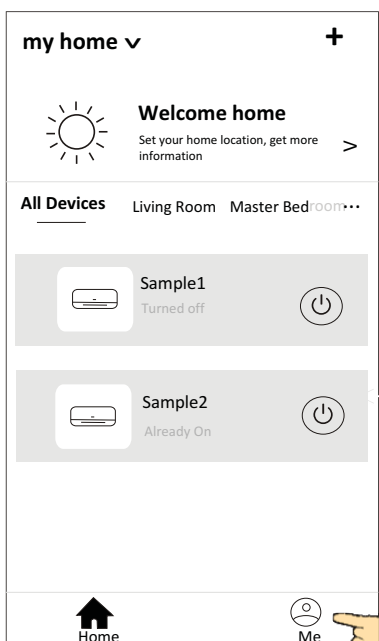 my home
+
Welcome home
Set your home location, get more
information
>
All Devices Living Room Master Bedroom ...
Sample1
Turned off
Sample2
Already On
Home Me